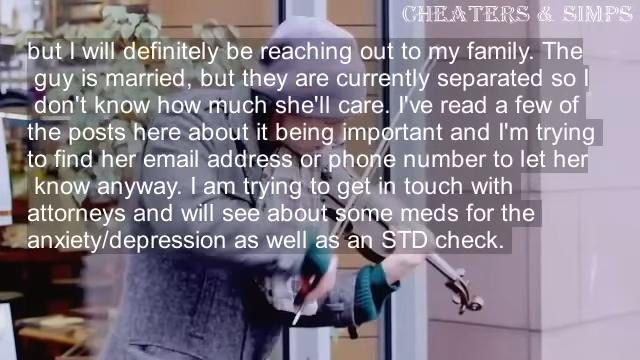 CHEATERS & SIMPS
but I will definitely be reaching out to my family. The
guy is married, but they are currently separated so I
don't know how much she'll care. I've read a few of
the posts here about it being important and I'm trying
to find her email address or phone number to let her
know anyway. I am trying to get in touch with
attorneys and will see about some meds for the
anxiety/depression as well as an STD check.